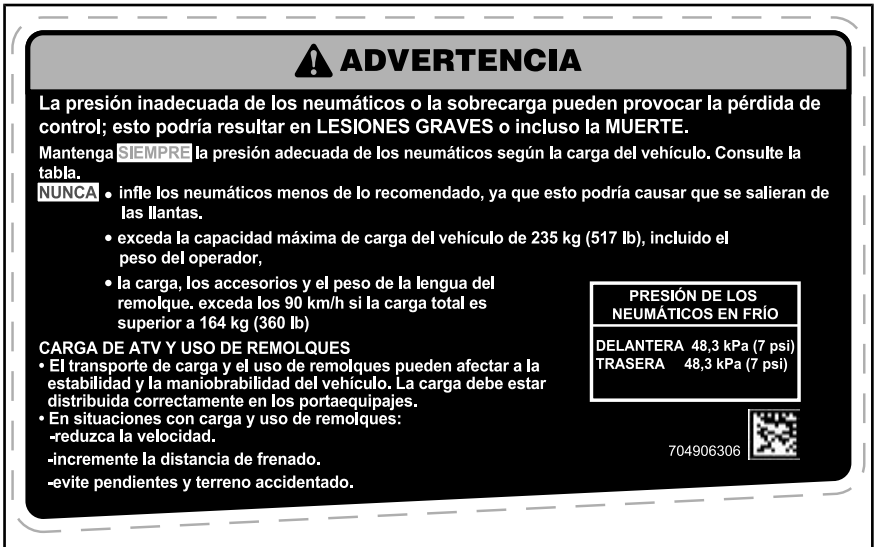 ADVERTENCIA
La presión inadecuada de los neumáticos o la sobrecarga pueden provocar la pérdida de
control; esto podría resultar en LESIONES GRAVES o incluso la MUERTE.
Mantenga SIEMPRE la presión adecuada de los neumáticos según la carga del vehículo. Consulte la
tabla.
NUNCA • infle los neumáticos menos de lo recomendado, ya que esto podría causar que se salieran de
las llantas.
• exceda la capacidad máxima de carga del vehículo de 235 kg (517 lb), incluido el
peso del operador,
• la carga, los accesorios y el peso de la lengua del
remolque. exceda los 90 km/h si la carga total es
superior a 164 kg (360 lb)
CARGA DE ATV Y USO DE REMOLQUES
• El transporte de carga y el uso de remolques pueden afectar a la
estabilidad y la maniobrabilidad del vehículo. La carga debe estar
distribuida correctamente en los portaequipajes.
• En situaciones con carga y uso de remolques:
-reduzca la velocidad.
-incremente la distancia de frenado.
-evite pendientes y terreno accidentado.
PRESIÓN DE LOS
NEUMÁTICOS EN FRÍO
DELANTERA 48,3 kPa (7 psi)
TRASERA 48,3 kPa (7 psi)
704906306